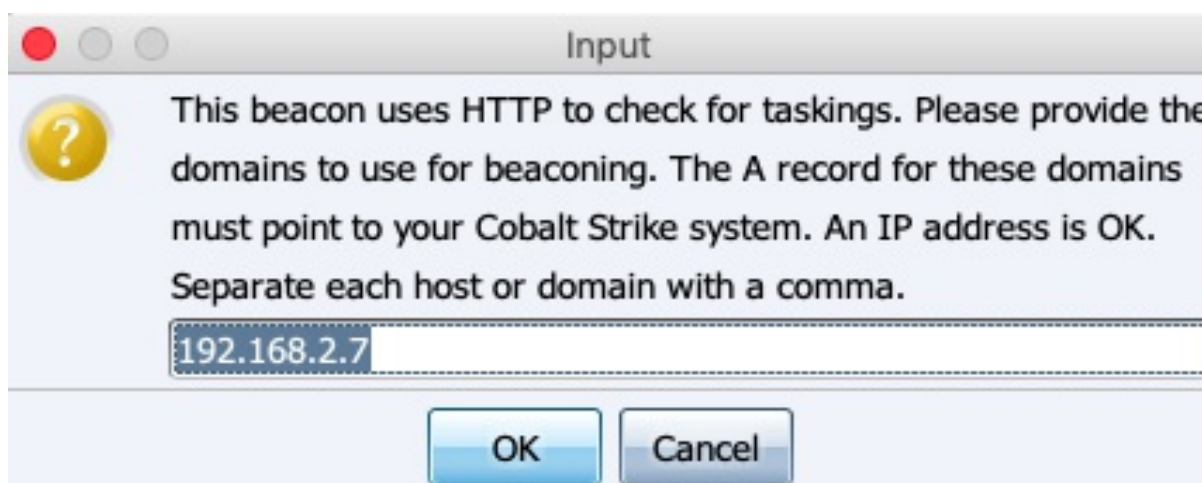 Input
This beacon uses HTTP to check for taskings. Please provide the
domains to use for beaconing. The A record for these domains
must point to your Cobalt Strike system. An IP address is OK.
Separate each host or domain with a comma.
192.168.2.7
OK Cancel